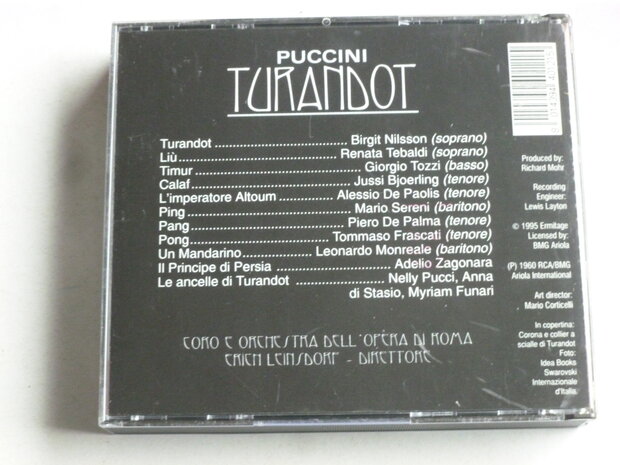 PUCCINI
TURANDOT
Turandot ........................ Birgit Nilsson (soprano)
Liù ............................ Renata Tebaldi (soprano)
Timur ............................ Giorgio Tozzi (basso)
Calaf ............................ Jussi Bjoerling (tenore)
L'imperatore Altoum ............ Alessio De Paolis (tenore)
Ping ............................ Mario Sereni (baritono)
Pang ............................ Piero De Palma (tenore)
Pong ........................ Tommaso Frascati (tenore)
Un Mandarino ............ Leonardo Monreale (baritono)
Il Principe di Persia ........................ Adelio Zagonara
Le ancelle di Turandot ........................ Nelly Pucci, Anna
di Stasio, Myriam Funari
CORO E ORCHESTRA DELL'OPERA DI ROMA
ERICH LEINSDORF - DIRETTORE
Produced by:
Richard Mohr
Recording
Engineer:
Lewis Layton
© 1995 Ermitage
Licensed by:
BMG Ariola
(P) 1960 RCA/BMG
Ariola International
Art director:
Mario Corticelli
In copertina:
Corona e collier a
scialle di Turandot
Foto:
Idea Books
Swarovski
Internazionale
d'Italia.